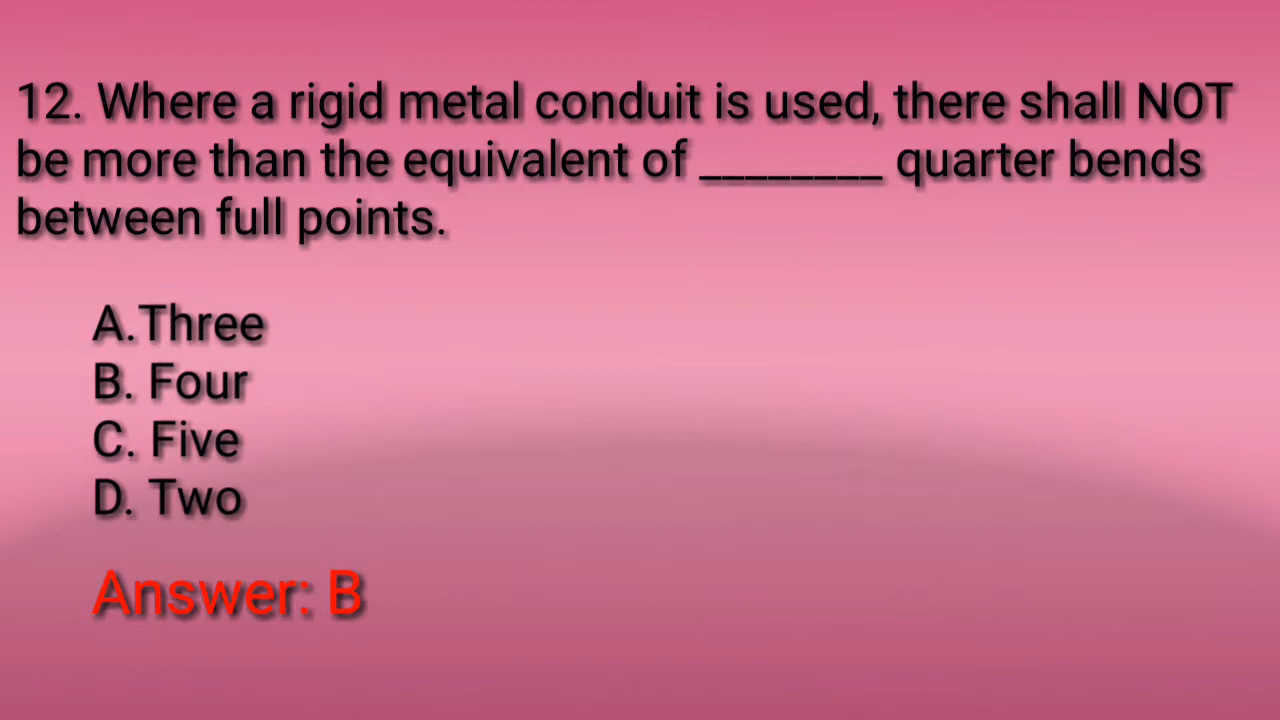 12. Where a rigid metal conduit is used, there shall NOT
be more than the equivalent of ________ quarter bends
between full points.
A.Three
B. Four
C. Five
D. Two
Answer: B